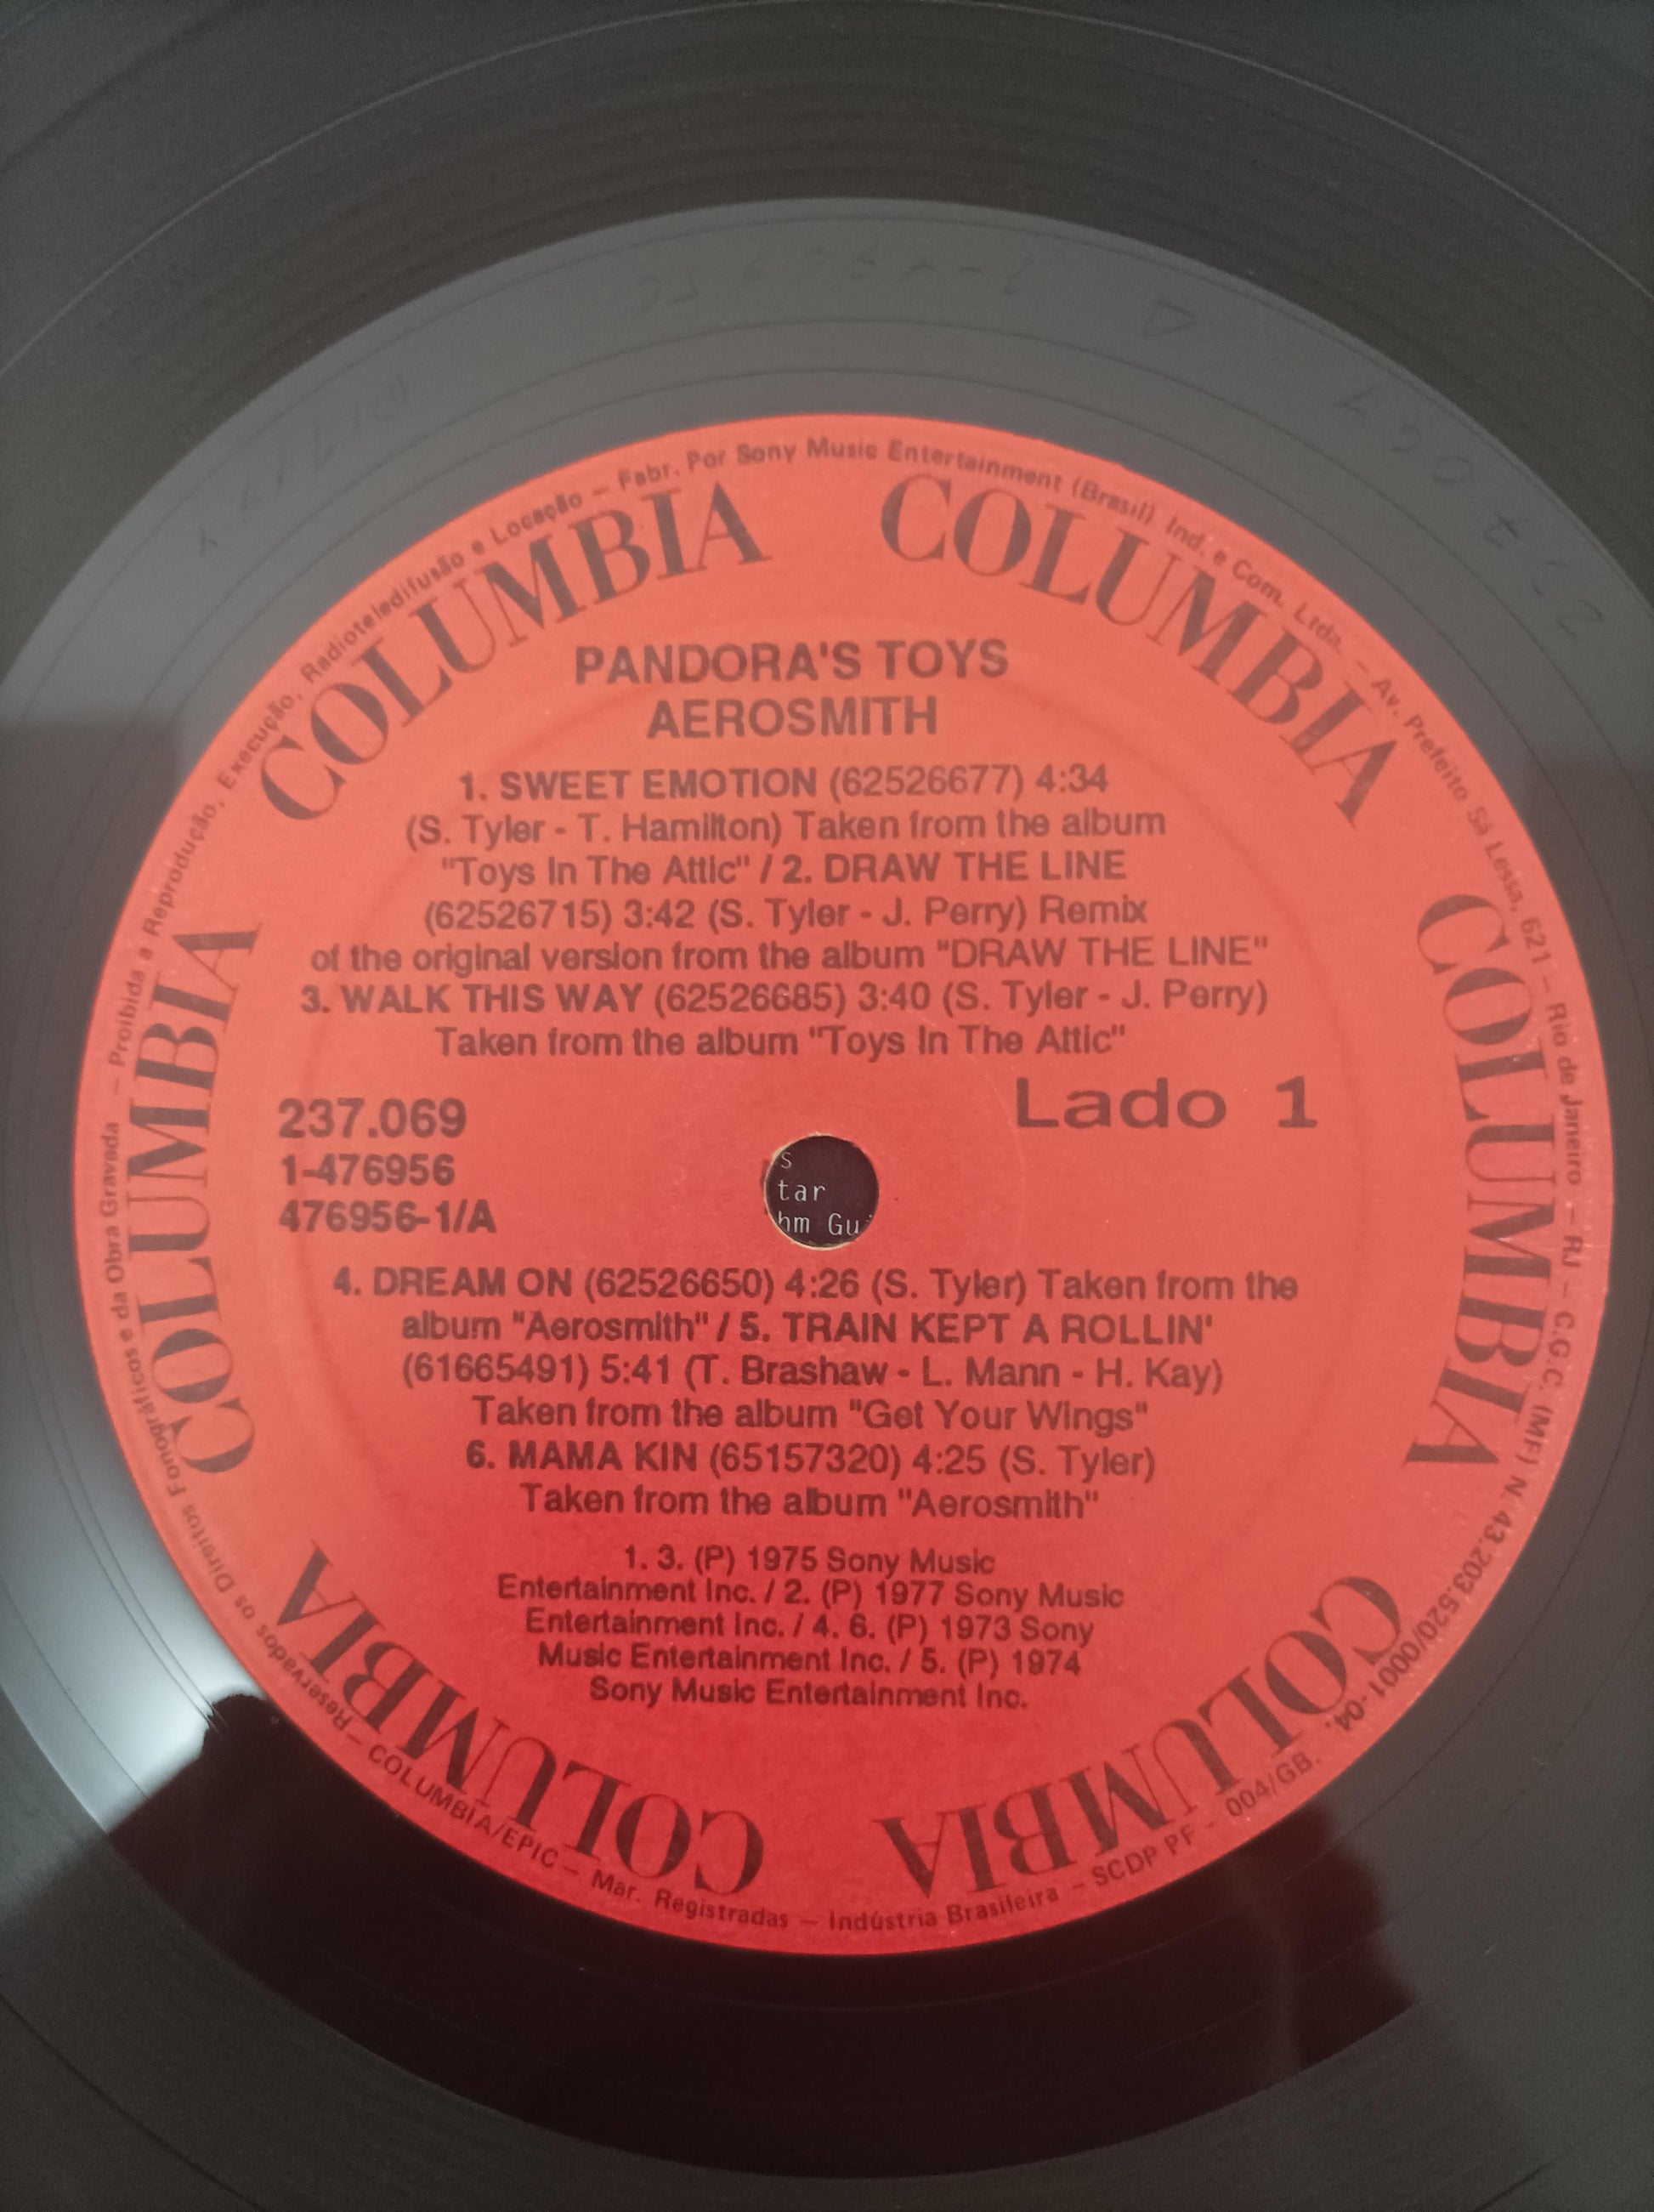 PANDORA'S TOYS
AEROSMITH
1. SWEET EMOTION (62526677) 4:34
(S. Tyler - T. Hamilton) Taken from the album
"Toys In The Attic" / 2. DRAW THE LINE
(62526715) 3:42 (S. Tyler - J. Perry) Remix
of the original version from the album "DRAW THE LINE"
3. WALK THIS WAY (62526685) 3:40 (S. Tyler - J. Perry)
Taken from the album "Toys In The Attic"
237.069
1-476956
476956-1/A
Lado 1
s
tar
hm Gu
4. DREAM ON (62526650) 4:26 (S. Tyler) Taken from the
album "Aerosmith" / 5. TRAIN KEPT A ROLLIN'
(61665491) 5:41 (T. Brashaw - L. Mann - H. Kay)
Taken from the album "Get Your Wings"
6. MAMA KIN (65157320) 4:25 (S. Tyler)
Taken from the album "Aerosmith"
1. 3. (P) 1975 Sony Music
Entertainment Inc. / 2. (P) 1977 Sony Music
Entertainment Inc. / 4. 6. (P) 1973 Sony
Music Entertainment Inc. / 5. (P) 1974
Sony Music Entertainment Inc.
COLUMBIA COLUMBIA COLUMBIA COLUMBIA COLUMBIA COLUMBIA
COLUMBIA/EPIC – Mar. Registradas – Indústria Brasileira – SCDP PF - 004/GB.
Reservados os Direitos Fonográficos e da Obra Gravada – Proibida a Reprodução, Execução, Radioteledifusão e Locação – Fabr. Por Sony Music Entertainment (Brasil) Ind. e Com. Ltda. – Av. Prefeito Sá Lessa, 621 – Rio de Janeiro – RJ – C.G.C. (MF) N. 43.203.520/0001-04.